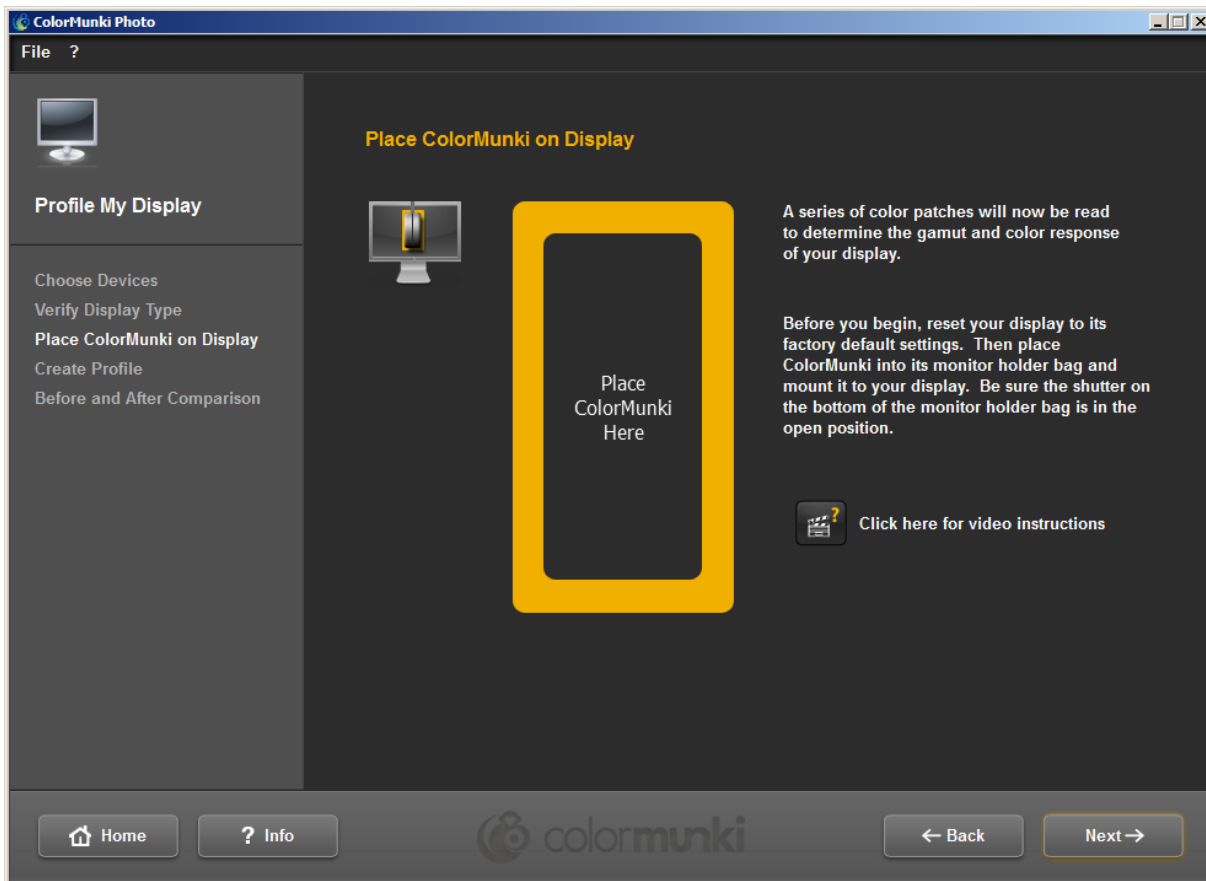 ColorMunki Photo
File ?
Profile My Display
Choose Devices
Verify Display Type
Place ColorMunki on Display
Create Profile
Before and After Comparison
Place ColorMunki on Display
Place
ColorMunki
Here
A series of color patches will now be read
to determine the gamut and color response
of your display.
Before you begin, reset your display to its
factory default settings.  Then place
ColorMunki into its monitor holder bag and
mount it to your display.  Be sure the shutter on
the bottom of the monitor holder bag is in the
open position.
?
Click here for video instructions
Home
? Info
colormunki
← Back
Next →